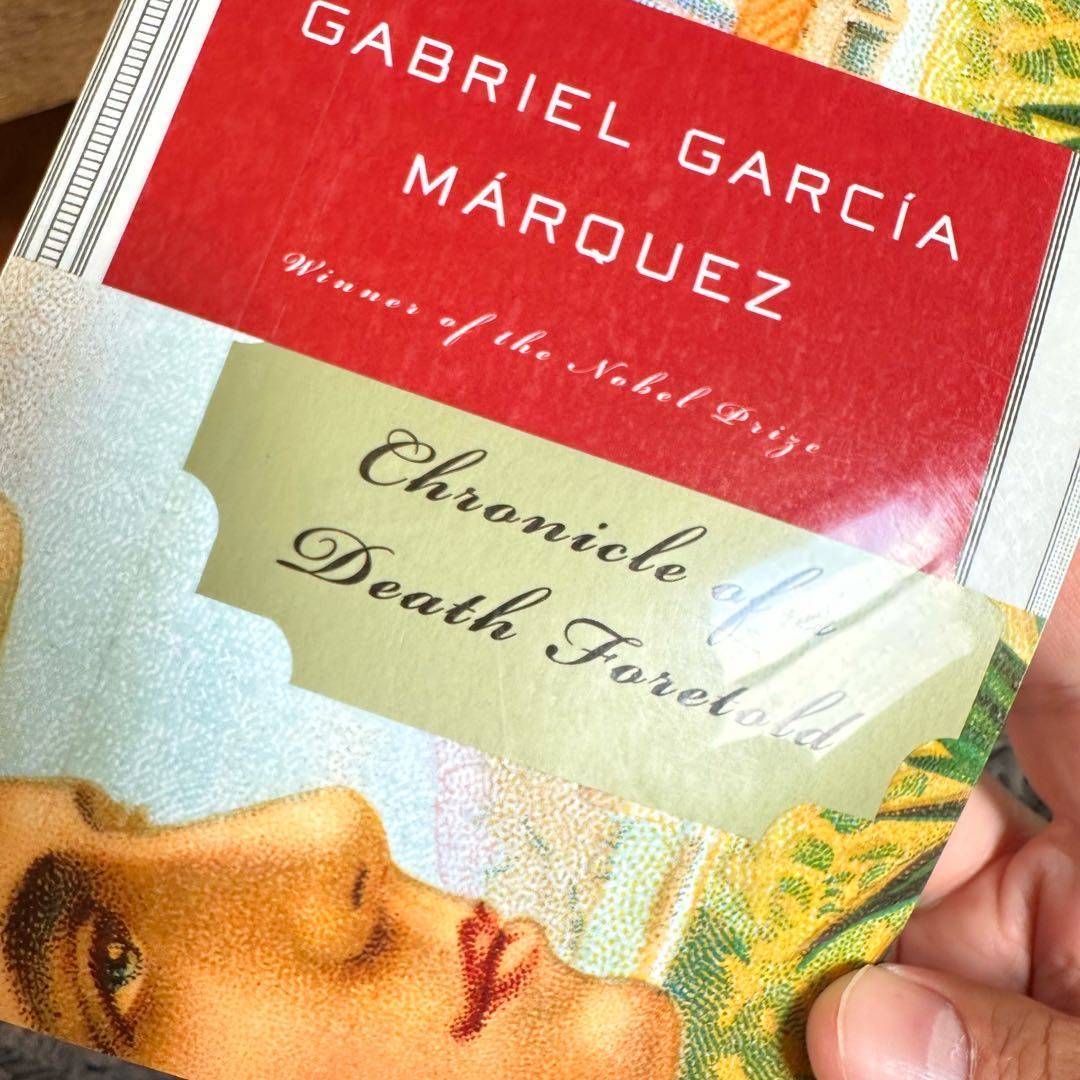 GABRIEL GARCÍA
MÁRQUEZ
Winner of the Nobel Prize
Chronicle of a
Death Foretold